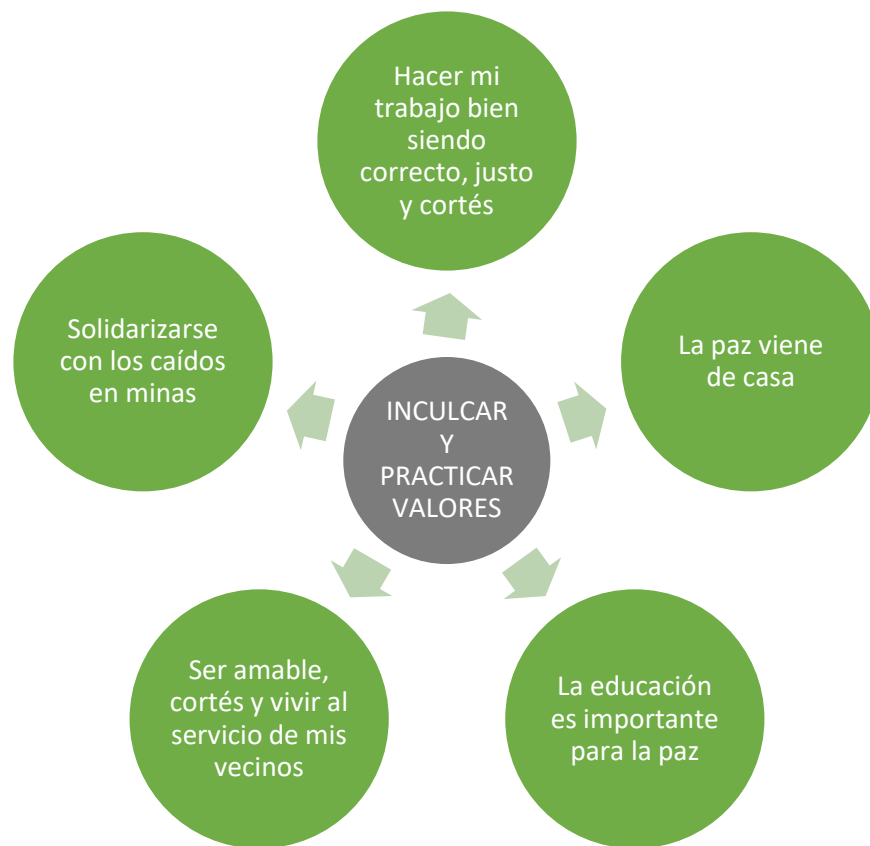 Hacer mi
trabajo bien
siendo
correcto, justo
y cortés
Solidarizarse
con los caídos
en minas
La paz viene
de casa
INCULCAR
Y
PRACTICAR
VALORES
Ser amable,
cortés y vivir al
servicio de mis
vecinos
La educación
es importante
para la paz